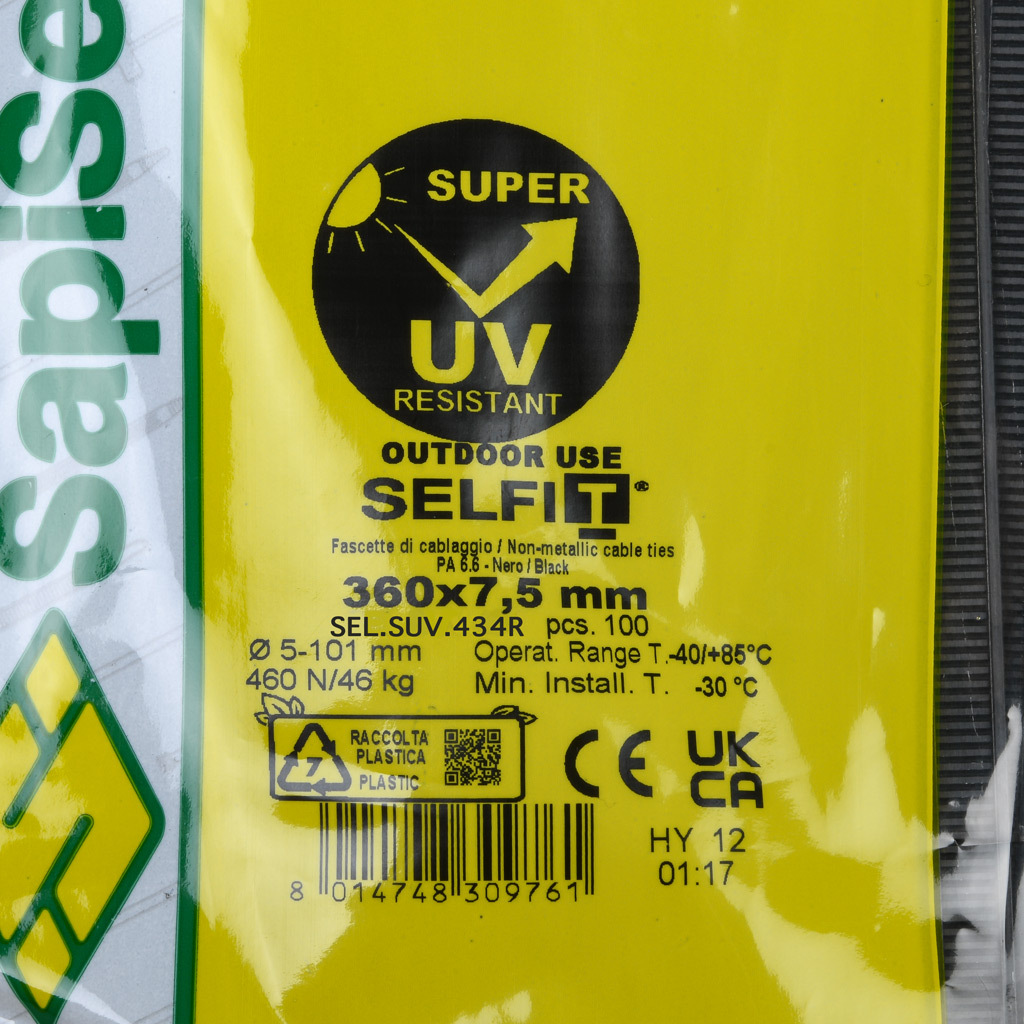 sapise
SUPER
UV
RESISTANT
OUTDOOR USE
SELFIT®
Fascette di cablaggio / Non-metallic cable ties
PA 6.6 - Nero / Black
360x7,5 mm
SEL.SUV.434R pcs. 100
Ø 5-101 mm Operat. Range T.-40/+85°C
460 N/46 kg Min. Install. T. -30 °C
7
RACCOLTA
PLASTICA
PLASTIC
CE
UK
CA
HY 12
01:17
8 014748 309761